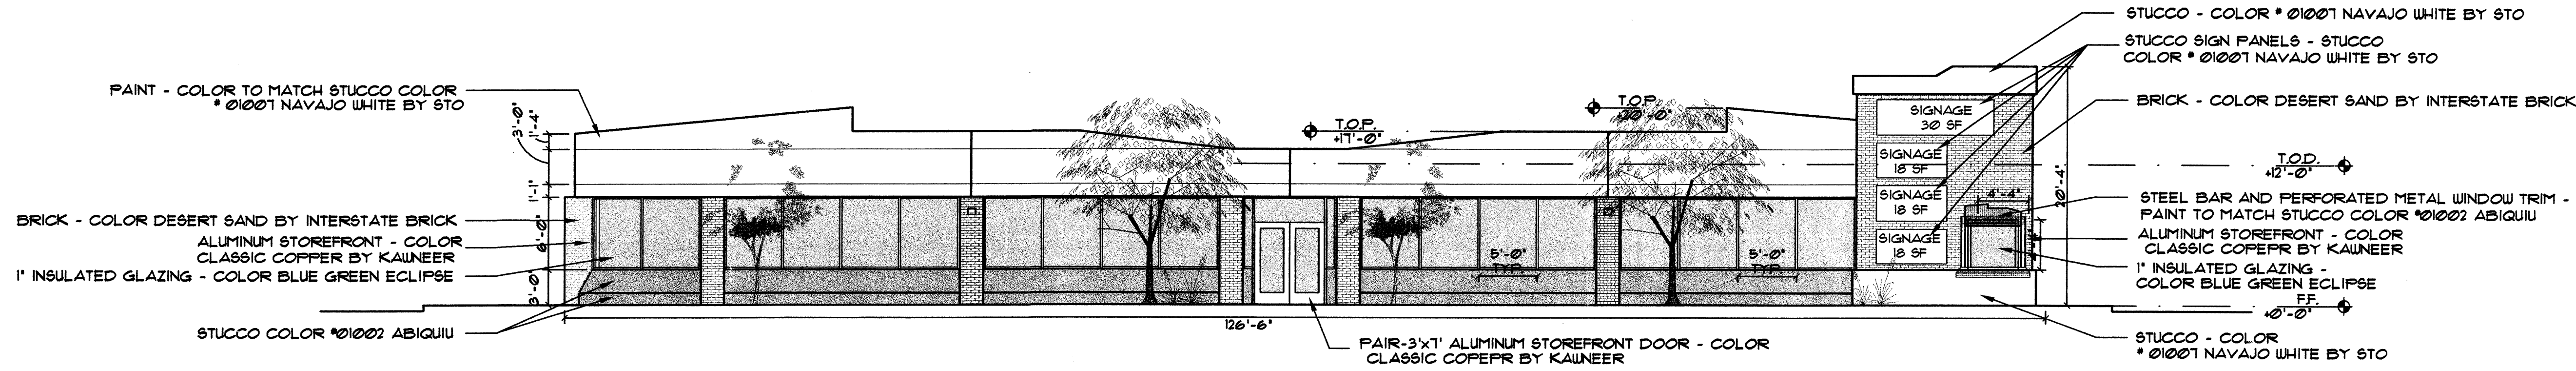 STUCCO - COLOR # 01007 NAVAJO WHITE BY STO
STUCCO SIGN PANELS - STUCCO
COLOR # 01007 NAVAJO WHITE BY STO
PAINT - COLOR TO MATCH STUCCO COLOR
# 01007 NAVAJO WHITE BY STO
BRICK - COLOR DESERT SAND BY INTERSTATE BRICK
3'-0"
1'-4"
1'-1"
6'-0"
3'-0"
T.O.P.
+17'-0"
T.O.P.
+20'-0"
SIGNAGE
30 SF
SIGNAGE
18 SF
SIGNAGE
18 SF
SIGNAGE
18 SF
4'-4"
20'-4"
T.O.D.
+12'-0"
BRICK - COLOR DESERT SAND BY INTERSTATE BRICK
ALUMINUM STOREFRONT - COLOR
CLASSIC COPPER BY KAWNEER
1" INSULATED GLAZING - COLOR BLUE GREEN ECLIPSE
STUCCO COLOR #01002 ABIQUIU
5'-0"
TYP.
5'-0"
TYP.
STEEL BAR AND PERFORATED METAL WINDOW TRIM -
PAINT TO MATCH STUCCO COLOR #01002 ABIQUIU
ALUMINUM STOREFRONT - COLOR
CLASSIC COPEPR BY KAWNEER
1" INSULATED GLAZING -
COLOR BLUE GREEN ECLIPSE
F.F.
+0'-0"
126'-6"
PAIR-3'x7' ALUMINUM STOREFRONT DOOR - COLOR
CLASSIC COPEPR BY KAWNEER
STUCCO - COLOR
# 01007 NAVAJO WHITE BY STO